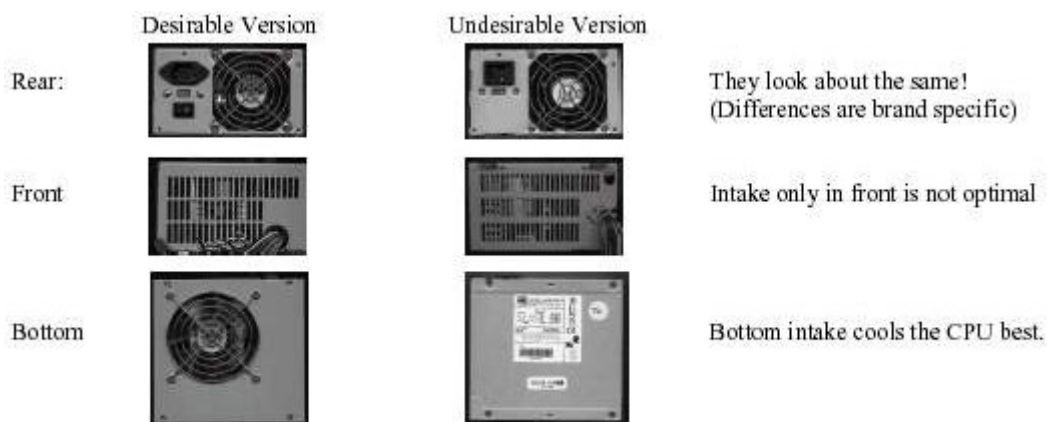 Desirable Version
Undesirable Version
Rear:
They look about the same!
(Differences are brand specific)
Front
Intake only in front is not optimal
Bottom
Bottom intake cools the CPU best.